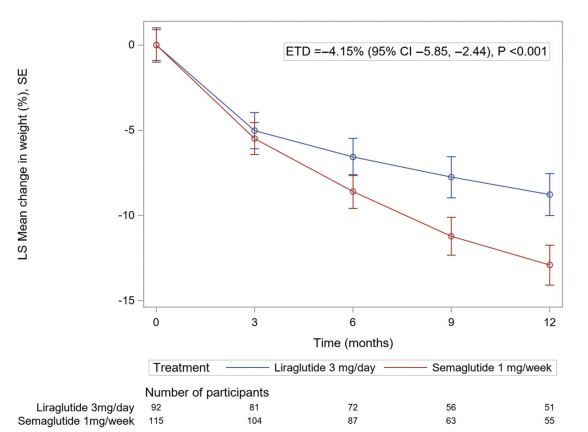 ETD =–4.15% (95% CI –5.85, –2.44), P <0.001
LS Mean change in weight (%), SE
0
-5
-10
-15
0 3 6 9 12
Time (months)
Treatment Liraglutide 3 mg/day Semaglutide 1 mg/week
Number of participants
Liraglutide 3mg/day 92 81 72 56 51
Semaglutide 1mg/week 115 104 87 63 55